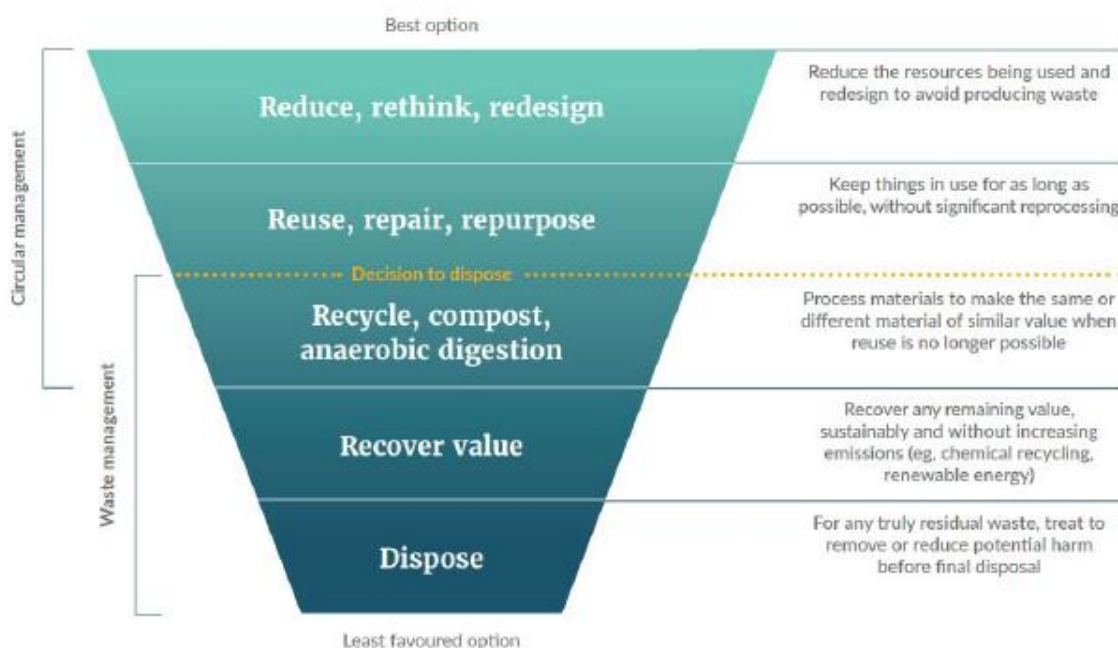 Best option
Circular management
Reduce, rethink, redesign
Reduce the resources being used and
redesign to avoid producing waste
Reuse, repair, repurpose
Keep things in use for as long as
possible, without significant reprocessing
Decision to dispose
Waste management
Recycle, compost,
anaerobic digestion
Process materials to make the same or
different material of similar value when
reuse is no longer possible
Recover value
Recover any remaining value,
sustainably and without increasing
emissions (eg, chemical recycling,
renewable energy)
Dispose
For any truly residual waste, treat to
remove or reduce potential harm
before final disposal
Least favoured option